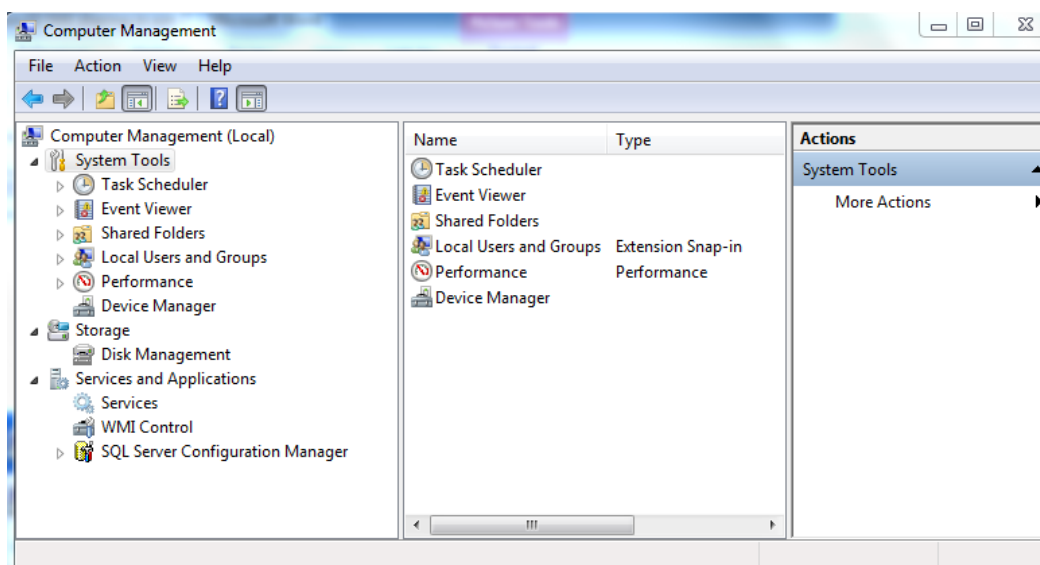 Computer Management
File Action View Help
Computer Management (Local)
System Tools
Task Scheduler
Event Viewer
Shared Folders
Local Users and Groups
Performance
Device Manager
Storage
Disk Management
Services and Applications
Services
WMI Control
SQL Server Configuration Manager
Name Type
Task Scheduler
Event Viewer
Shared Folders
Local Users and Groups Extension Snap-in
Performance Performance
Device Manager
Actions
System Tools
More Actions